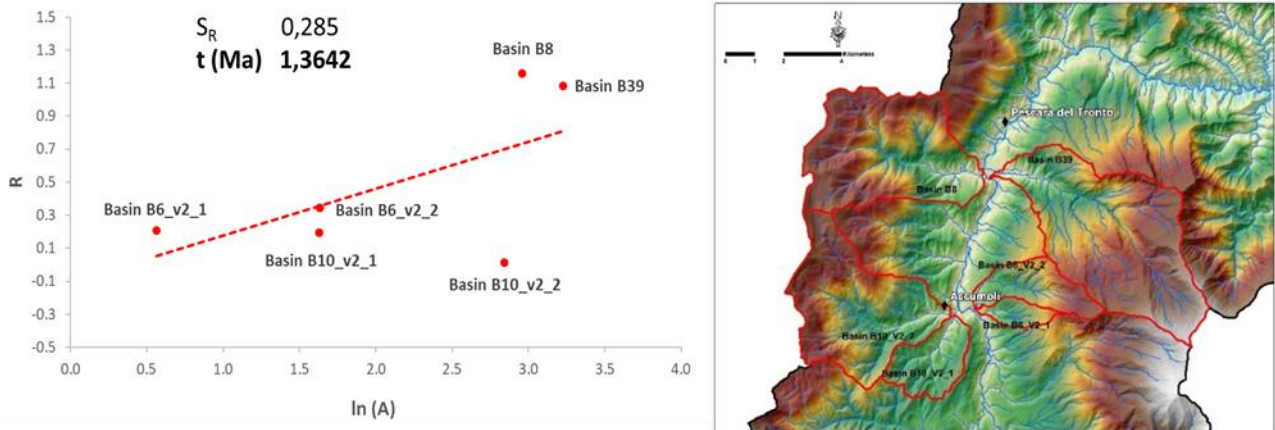 S_R 0,285
t (Ma) 1,3642
1.5
1.3
1.1
0.9
0.7
0.5
0.3
0.1
-0.1
-0.3
-0.5
R
Basin B8
Basin B39
Basin B6_v2_1
Basin B6_v2_2
Basin B10_v2_1
Basin B10_v2_2
0.0 0.5 1.0 1.5 2.0 2.5 3.0 3.5 4.0
ln (A)
N
Kilometers
Pescara del Tronto
Basin B39
Basin B8
Basin B6_V2_2
Accumoli
Basin B6_V2_1
Basin B10_V2_2
Basin B10_V2_1